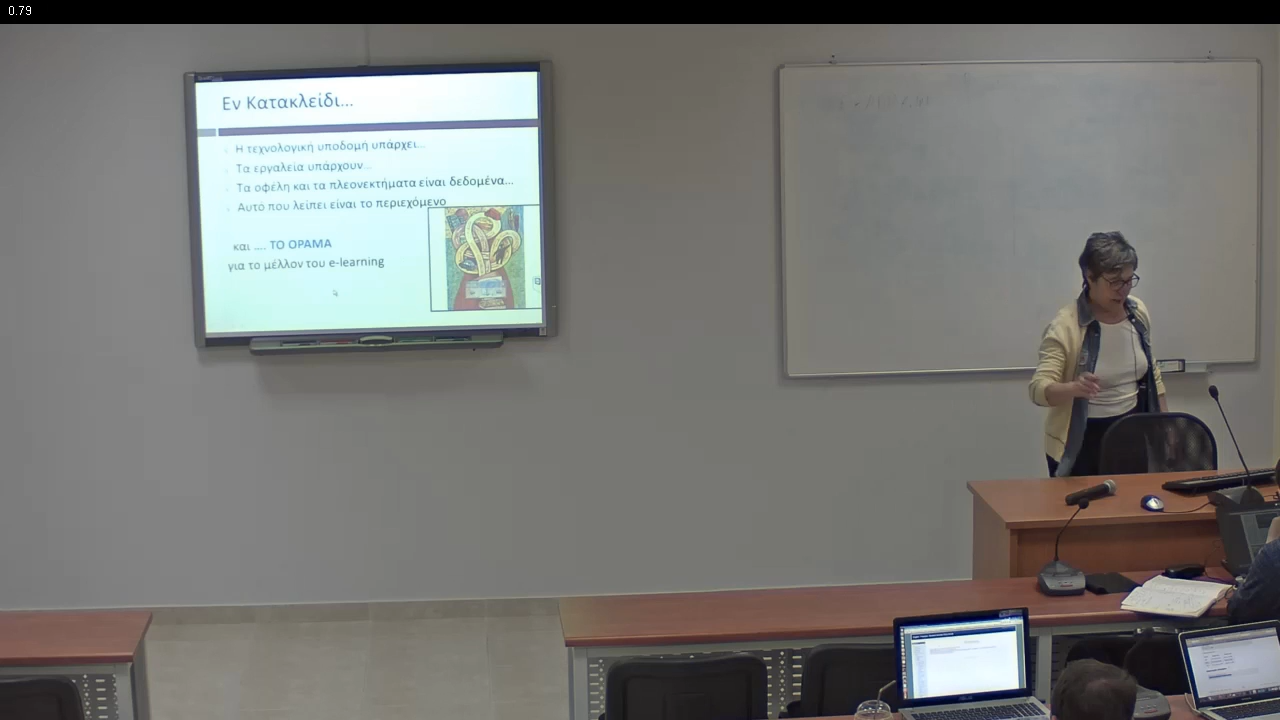 0.79
Εν Κατακλείδι...
Η τεχνολογική υποδομή υπάρχει...
Τα εργαλεία υπάρχουν...
Τα οφέλη και τα πλεονεκτήματα είναι δεδομένα...
Αυτό που λείπει είναι το περιεχόμενο
και .... ΤΟ ΟΡΑΜΑ
για το μέλλον του e-learning